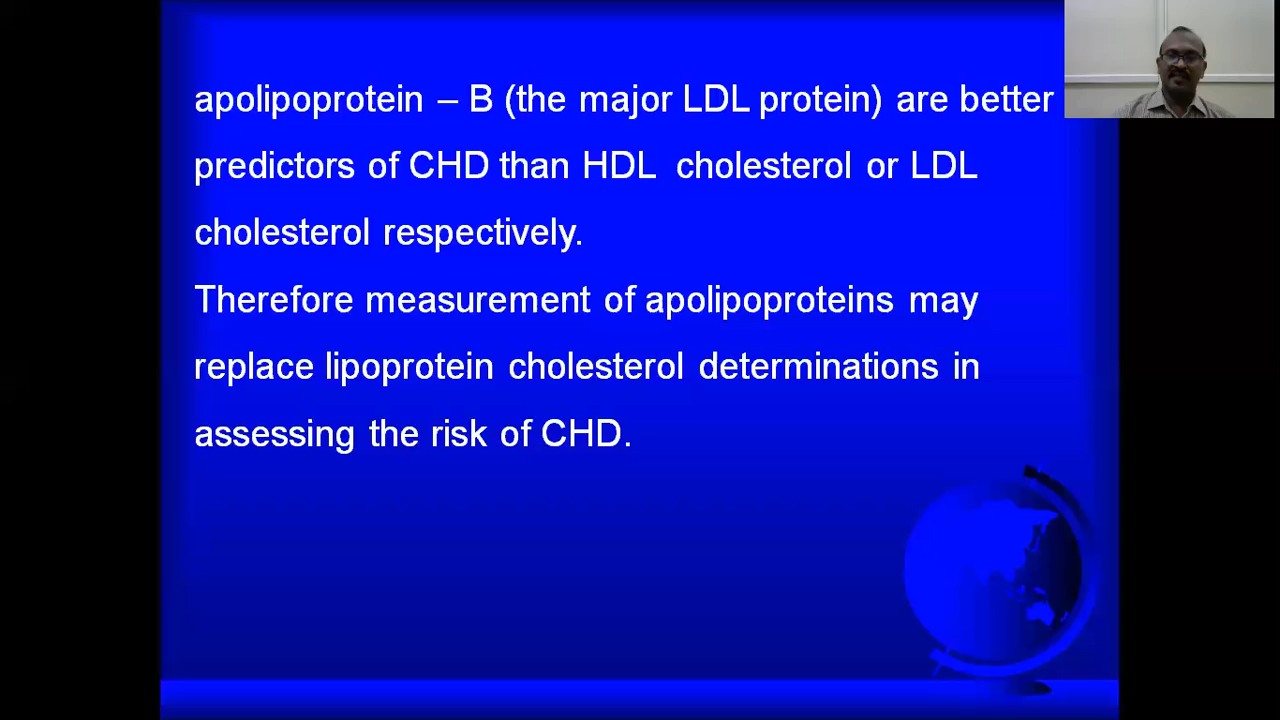 apolipoprotein – B (the major LDL protein) are better
predictors of CHD than HDL cholesterol or LDL
cholesterol respectively.
Therefore measurement of apolipoproteins may
replace lipoprotein cholesterol determinations in
assessing the risk of CHD.